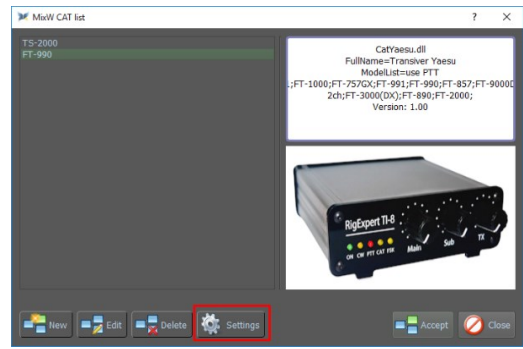 MixW CAT list
TS-2000
FT-990
CatYaesu.dll
FullName=Transiver Yaesu
ModelList=use PTT
;FT-1000;FT-757GX;FT-991;FT-990;FT-857;FT-9000D
2ch;FT-3000(DX);FT-890;FT-2000;
Version: 1.00
RigExpert TI-8
ON CW PTT CAT FSK
Main
Sub
TX
New
Edit
Delete
Settings
Accept
Close